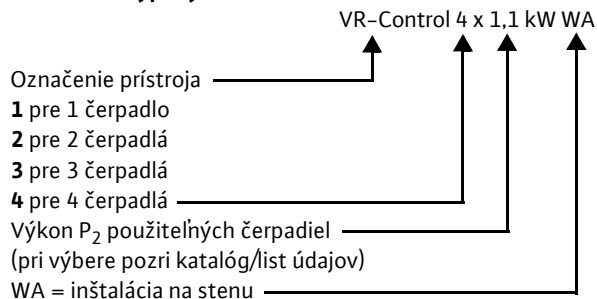 VR-Control 4 x 1,1 kW WA
Označenie prístroja
1 pre 1 čerpadlo
2 pre 2 čerpadlá
3 pre 3 čerpadlá
4 pre 4 čerpadlá
Výkon P2 použiteľných čerpadiel
(pri výbere pozri katalóg/list údajov)
WA = inštalácia na stenu